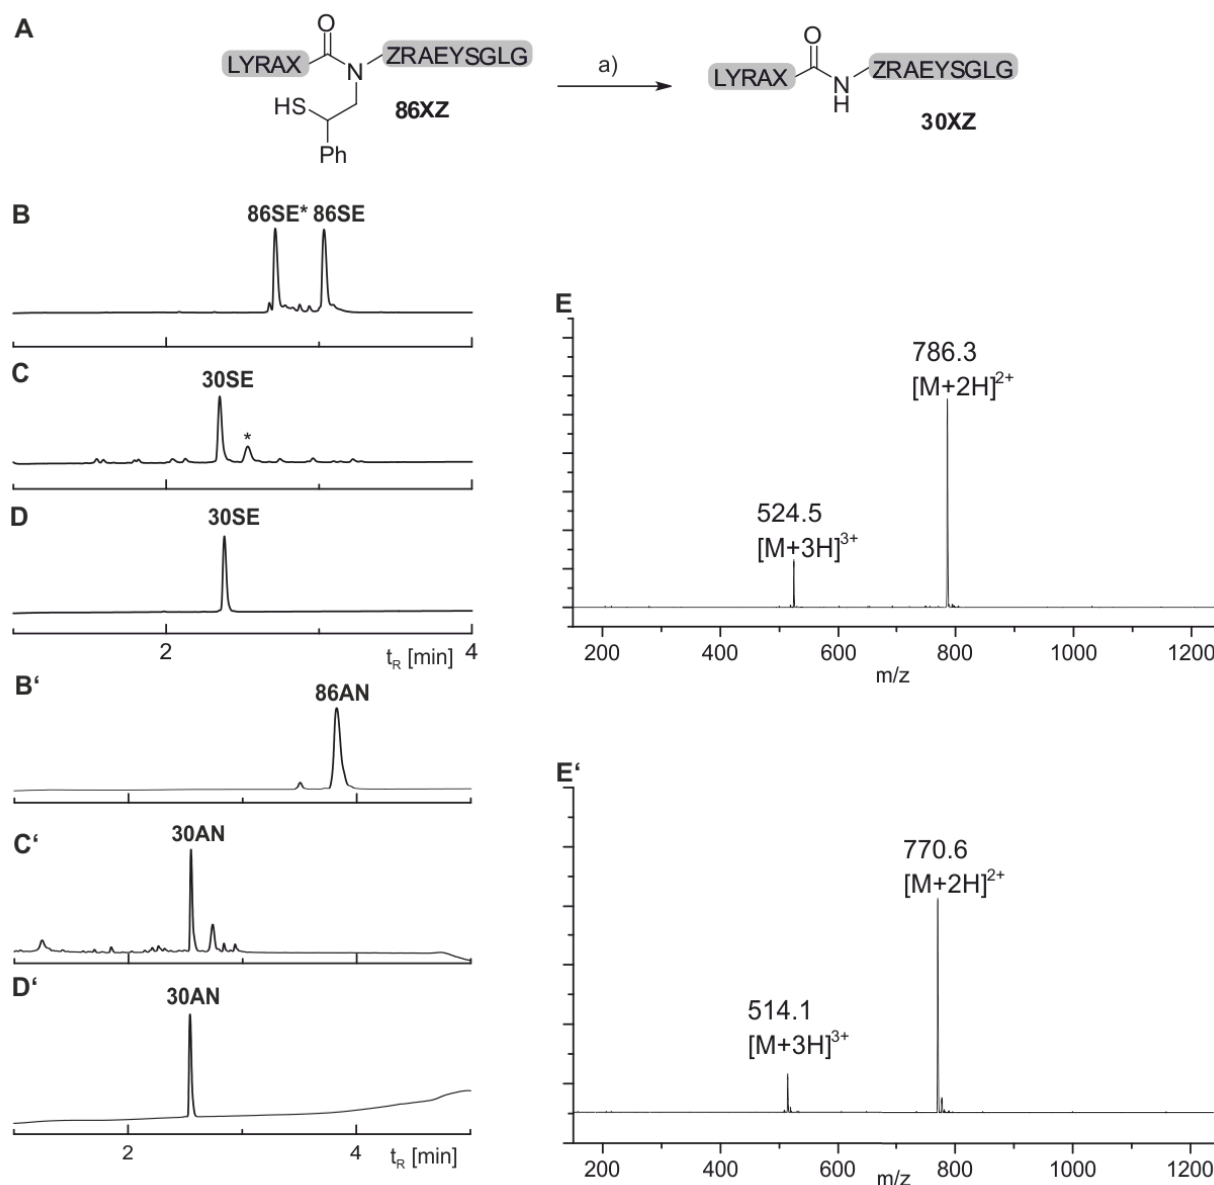 A
O
LYRAX
N
ZRAEYSGLG
HS
Ph
86XZ
a)
O
LYRAX
N
H
ZRAEYSGLG
30XZ
B
86SE* 86SE
C
30SE
*
D
30SE
2
tR [min]
4
E
786.3
[M+2H]2+
524.5
[M+3H]3+
200 400 600 800 1000 1200
m/z
B‘
86AN
C‘
30AN
D‘
30AN
2
4
tR [min]
E‘
770.6
[M+2H]2+
514.1
[M+3H]3+
200 400 600 800 1000 1200
m/z